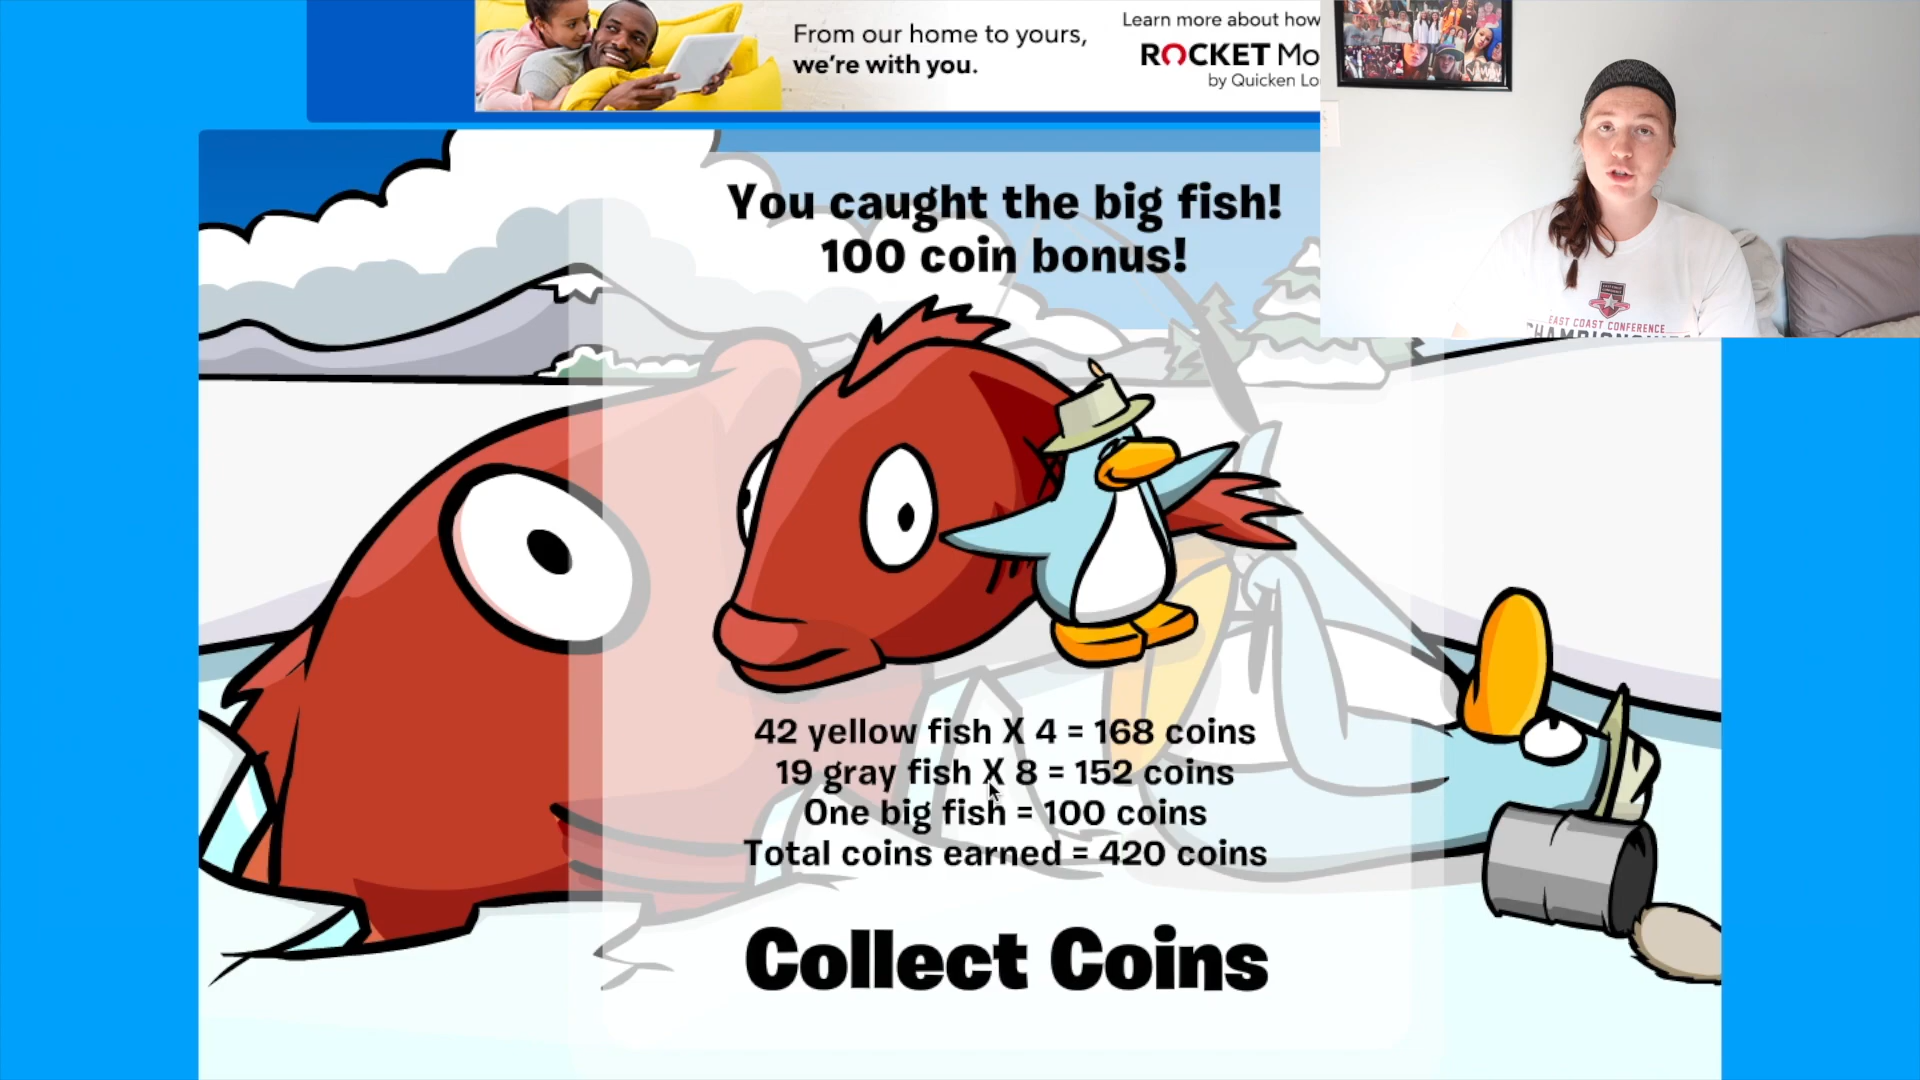 From our home to yours,
we're with you.
Learn more about how
ROCKET Mo
by Quicken Lo
You caught the big fish!
100 coin bonus!
42 yellow fish X 4 = 168 coins
19 gray fish X 8 = 152 coins
One big fish = 100 coins
Total coins earned = 420 coins
Collect Coins
EAST COAST CONFERENCE
CHAMPIONSHIPS